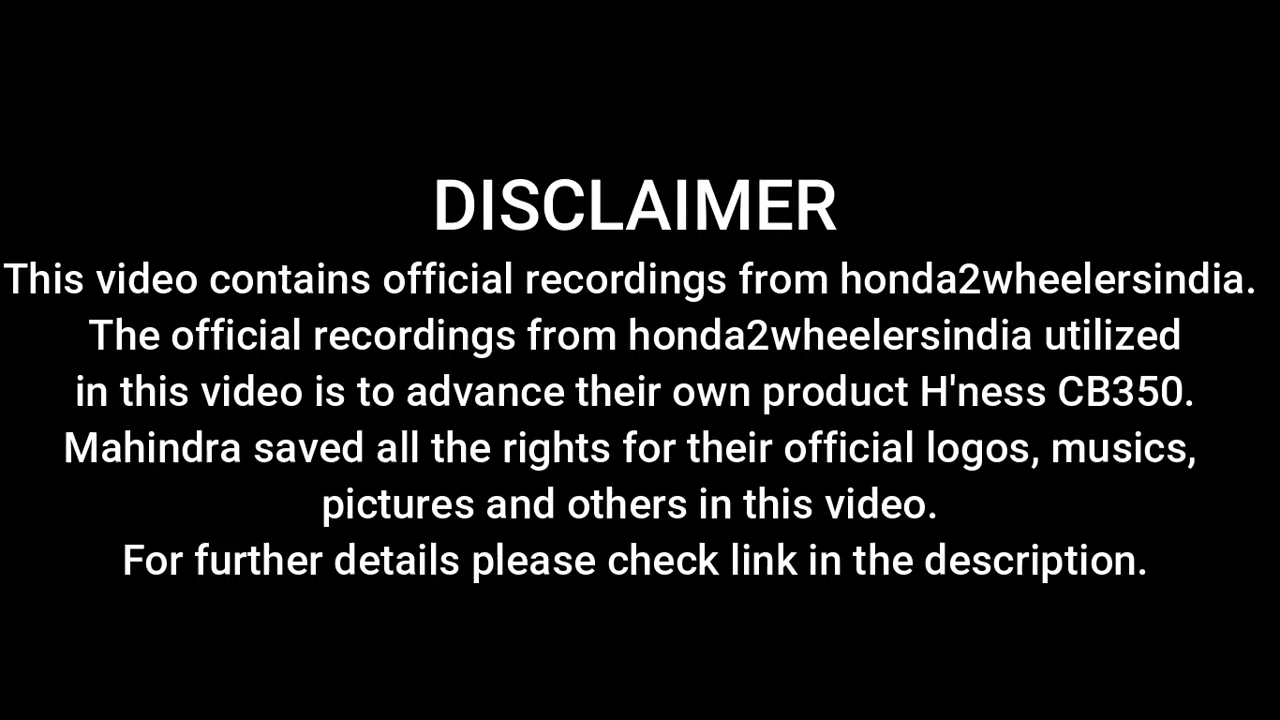 DISCLAIMER
This video contains official recordings from honda2wheelersindia.
The official recordings from honda2wheelersindia utilized
in this video is to advance their own product H'ness CB350.
Mahindra saved all the rights for their official logos, musics,
pictures and others in this video.
For further details please check link in the description.